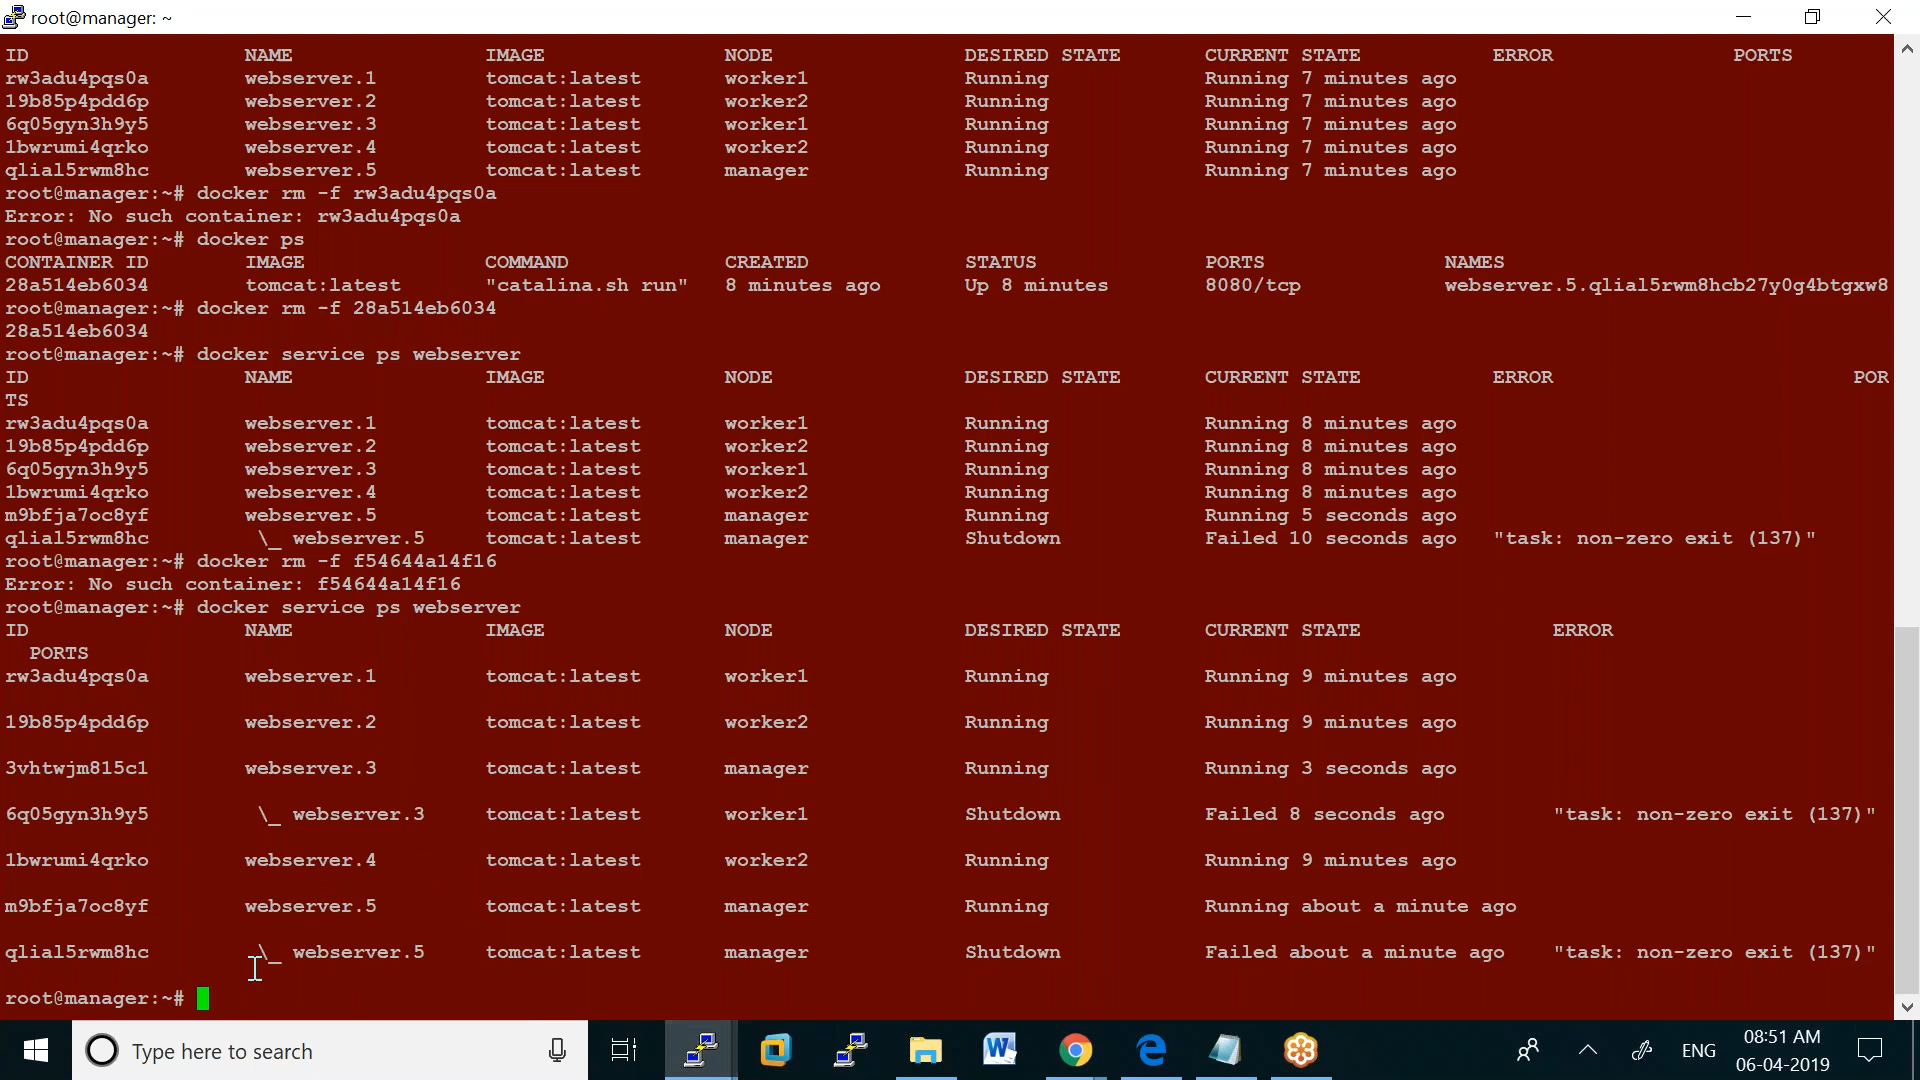 root@manager: ~
ID NAME IMAGE NODE DESIRED STATE CURRENT STATE ERROR PORTS
rw3adu4pqs0a webserver.1 tomcat:latest worker1 Running Running 7 minutes ago
19b85p4pdd6p webserver.2 tomcat:latest worker2 Running Running 7 minutes ago
6q05gyn3h9y5 webserver.3 tomcat:latest worker1 Running Running 7 minutes ago
1bwrumi4qrko webserver.4 tomcat:latest worker2 Running Running 7 minutes ago
qlial5rwm8hc webserver.5 tomcat:latest manager Running Running 7 minutes ago
root@manager:~# docker rm -f rw3adu4pqs0a
Error: No such container: rw3adu4pqs0a
root@manager:~# docker ps
CONTAINER ID IMAGE COMMAND CREATED STATUS PORTS NAMES
28a514eb6034 tomcat:latest "catalina.sh run" 8 minutes ago Up 8 minutes 8080/tcp webserver.5.qlial5rwm8hcb27y0g4btgxw8
root@manager:~# docker rm -f 28a514eb6034
28a514eb6034
root@manager:~# docker service ps webserver
ID NAME IMAGE NODE DESIRED STATE CURRENT STATE ERROR POR
TS
rw3adu4pqs0a webserver.1 tomcat:latest worker1 Running Running 8 minutes ago
19b85p4pdd6p webserver.2 tomcat:latest worker2 Running Running 8 minutes ago
6q05gyn3h9y5 webserver.3 tomcat:latest worker1 Running Running 8 minutes ago
1bwrumi4qrko webserver.4 tomcat:latest worker2 Running Running 8 minutes ago
m9bfja7oc8yf webserver.5 tomcat:latest manager Running Running 5 seconds ago
qlial5rwm8hc \_ webserver.5 tomcat:latest manager Shutdown Failed 10 seconds ago "task: non-zero exit (137)"
root@manager:~# docker rm -f f54644a14f16
Error: No such container: f54644a14f16
root@manager:~# docker service ps webserver
ID NAME IMAGE NODE DESIRED STATE CURRENT STATE ERROR
PORTS
rw3adu4pqs0a webserver.1 tomcat:latest worker1 Running Running 9 minutes ago
19b85p4pdd6p webserver.2 tomcat:latest worker2 Running Running 9 minutes ago
3vhtwjm815c1 webserver.3 tomcat:latest manager Running Running 3 seconds ago
6q05gyn3h9y5 \_ webserver.3 tomcat:latest worker1 Shutdown Failed 8 seconds ago "task: non-zero exit (137)"
1bwrumi4qrko webserver.4 tomcat:latest worker2 Running Running 9 minutes ago
m9bfja7oc8yf webserver.5 tomcat:latest manager Running Running about a minute ago
qlial5rwm8hc \_ webserver.5 tomcat:latest manager Shutdown Failed about a minute ago "task: non-zero exit (137)"
root@manager:~#
Type here to search
ENG
08:51 AM
06-04-2019